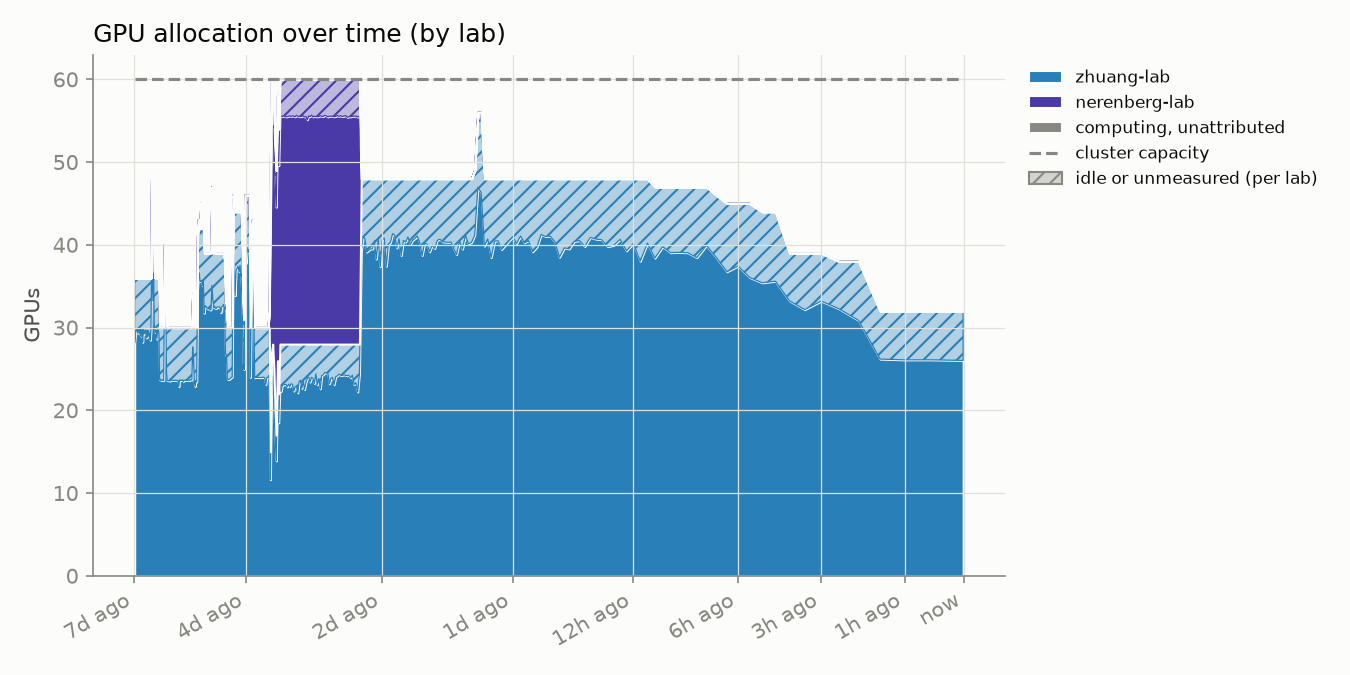 GPU allocation over time (by lab)
GPUs
60
50
40
30
20
10
0
7d ago
4d ago
2d ago
1d ago
12h ago
6h ago
3h ago
1h ago
now
zhuang-lab
nerenberg-lab
computing, unattributed
cluster capacity
idle or unmeasured (per lab)